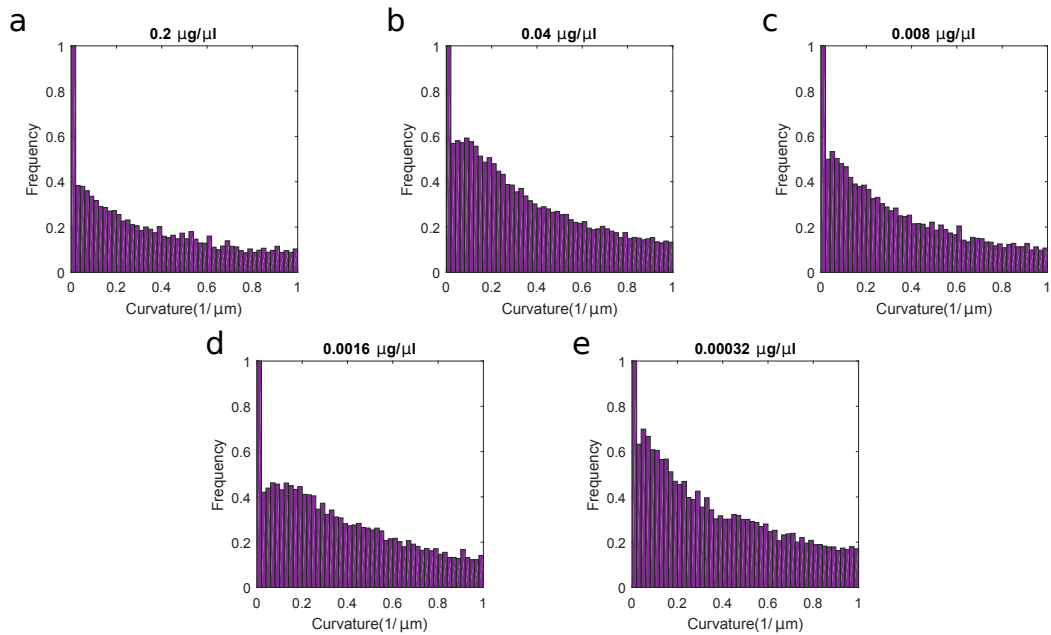 a
0.2 µg/µl
1
0.8
0.6
0.4
0.2
0
Frequency
0 0.2 0.4 0.6 0.8 1
Curvature(1/ µm)
b
0.04 µg/µl
1
0.8
0.6
0.4
0.2
0
Frequency
0 0.2 0.4 0.6 0.8 1
Curvature(1/ µm)
c
0.008 µg/µl
1
0.8
0.6
0.4
0.2
0
Frequency
0 0.2 0.4 0.6 0.8 1
Curvature(1/ µm)
d
0.0016 µg/µl
1
0.8
0.6
0.4
0.2
0
Frequency
0 0.2 0.4 0.6 0.8 1
Curvature(1/ µm)
e
0.00032 µg/µl
1
0.8
0.6
0.4
0.2
0
Frequency
0 0.2 0.4 0.6 0.8 1
Curvature(1/ µm)